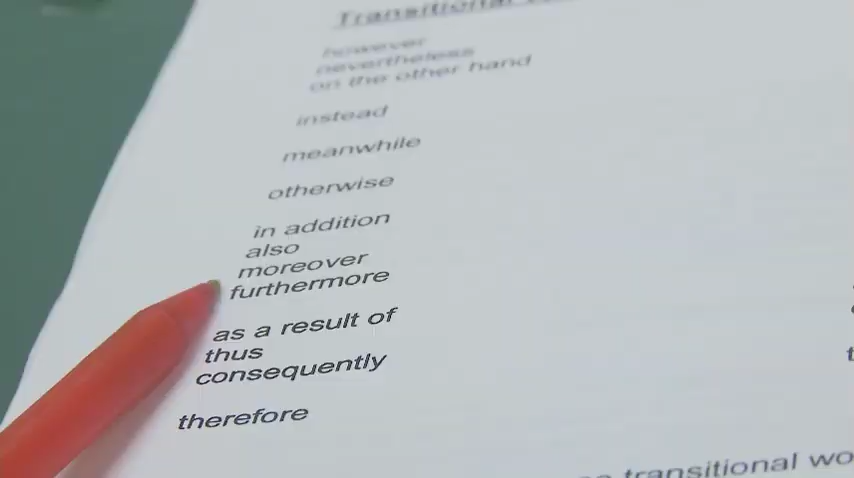 Transitional
however
nevertheless
on the other hand
instead
meanwhile
otherwise
in addition
also
moreover
furthermore
as a result of
thus
consequently
therefore
transitional wo